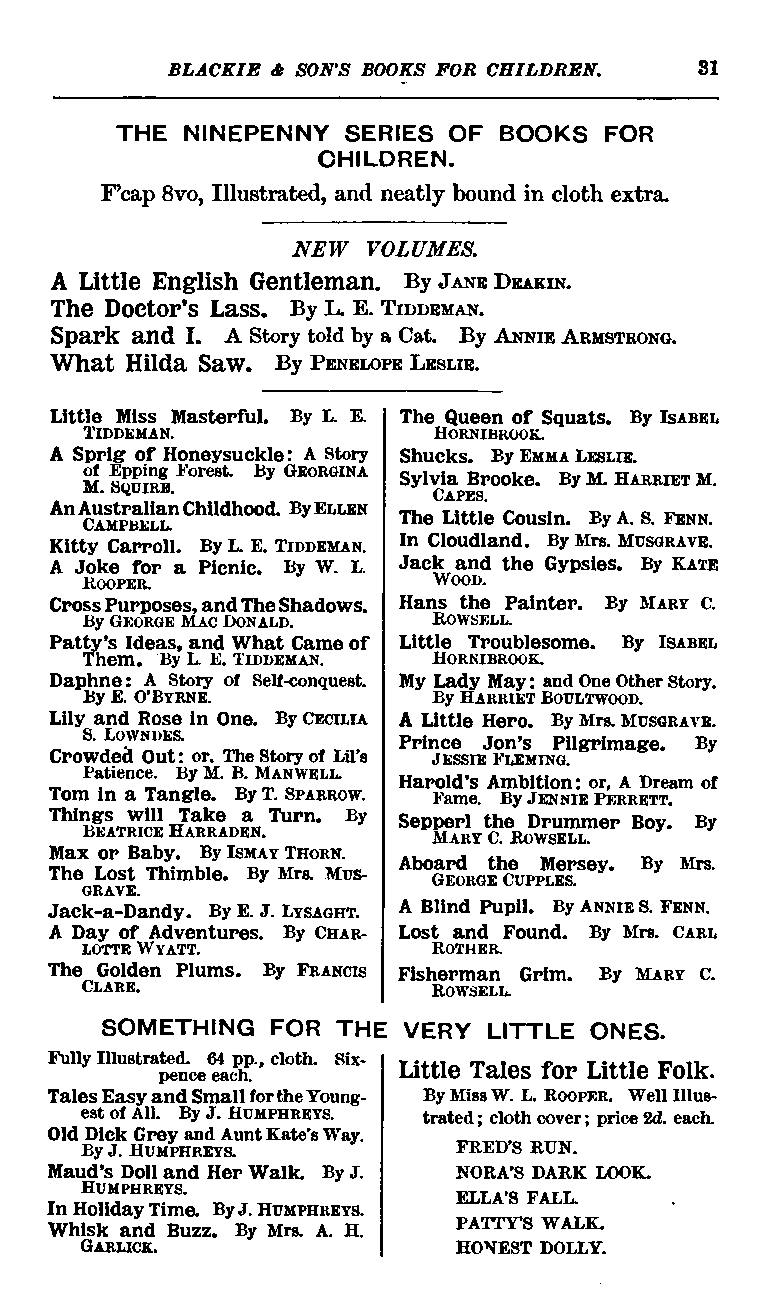 BLACKIE & SON'S BOOKS FOR CHILDREN. 31
THE NINEPENNY SERIES OF BOOKS FOR
CHILDREN.
F'cap 8vo, Illustrated, and neatly bound in cloth extra.
NEW VOLUMES.
A Little English Gentleman. By JANE DEAKIN.
The Doctor's Lass. By L. E. TIDDEMAN.
Spark and I. A Story told by a Cat. By ANNIE ARMSTRONG.
What Hilda Saw. By PENELOPE LESLIE.
Little Miss Masterful. By L. E.
TIDDEMAN.
A Sprig of Honeysuckle: A Story
of Epping Forest. By GEORGINA
M. SQUIRE.
An Australian Childhood. By ELLEN
CAMPBELL.
Kitty Carroll. By L. E. TIDDEMAN.
A Joke for a Picnic. By W. L.
ROOPER.
Cross Purposes, and The Shadows.
By GEORGE MAC DONALD.
Patty's Ideas, and What Came of
Them. By L. E. TIDDEMAN.
Daphne: A Story of Self-conquest.
By E. O'BYRNE.
Lily and Rose in One. By CECILIA
S. LOWNDES.
Crowded Out: or, The Story of Lil's
Patience. By M. B. MANWELL.
Tom in a Tangle. By T. SPARROW.
Things will Take a Turn. By
BEATRICE HARRADEN.
Max or Baby. By ISMAY THORN.
The Lost Thimble. By Mrs. MUS-
GRAVE.
Jack-a-Dandy. By E. J. LYSAGHT.
A Day of Adventures. By CHAR-
LOTTE WYATT.
The Golden Plums. By FRANCIS
CLARE.
The Queen of Squats. By ISABEL
HORNIBROOK.
Shucks. By EMMA LESLIE.
Sylvia Brooke. By M. HARRIET M.
CAPES.
The Little Cousin. By A. S. FENN.
In Cloudland. By Mrs. MUSGRAVE.
Jack and the Gypsies. By KATE
WOOD.
Hans the Painter. By MARY C.
ROWSELL.
Little Troublesome. By ISABEL
HORNIBROOK.
My Lady May: and One Other Story.
By HARRIET BOULTWOOD.
A Little Hero. By Mrs. MUSGRAVE.
Prince Jon's Pilgrimage. By
JESSIE FLEMING.
Harold's Ambition: or, A Dream of
Fame. By JENNIE PERRETT.
Sepperl the Drummer Boy. By
MARY C. ROWSELL.
Aboard the Mersey. By Mrs.
GEORGE CUPPLES.
A Blind Pupil. By ANNIE S. FENN.
Lost and Found. By Mrs. CARL
ROTHER.
Fisherman Grim. By MARY C.
ROWSELL.
SOMETHING FOR THE VERY LITTLE ONES.
Fully Illustrated. 64 pp., cloth. Six-
pence each.
Tales Easy and Small for the Young-
est of All. By J. HUMPHREYS.
Old Dick Grey and Aunt Kate's Way.
By J. HUMPHREYS.
Maud's Doll and Her Walk. By J.
HUMPHREYS.
In Holiday Time. By J. HUMPHREYS.
Whisk and Buzz. By Mrs. A. H.
GARLICK.
Little Tales for Little Folk.
By Miss W. L. ROOPER. Well Illus-
trated; cloth cover; price 2d. each.
FRED'S RUN.
NORA'S DARK LOOK.
ELLA'S FALL.
PATTY'S WALK.
HONEST DOLLY.